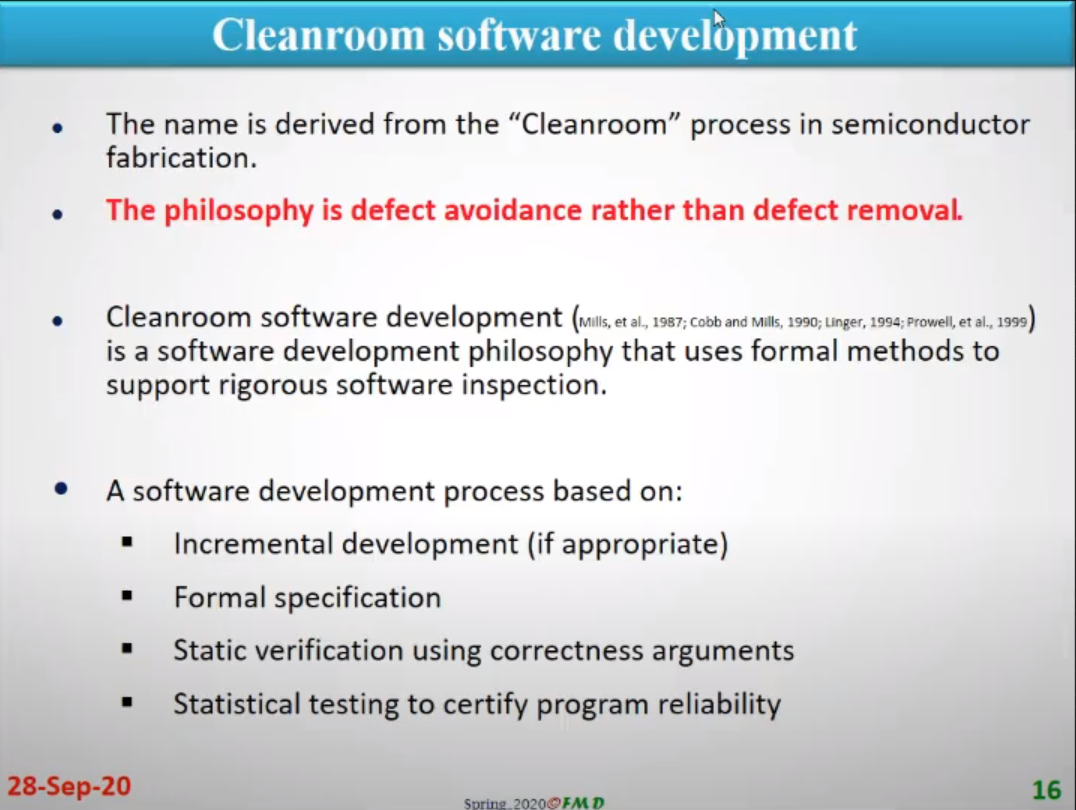 Cleanroom software development
• The name is derived from the “Cleanroom” process in semiconductor
fabrication.
• The philosophy is defect avoidance rather than defect removal.
• Cleanroom software development (Mills, et al., 1987; Cobb and Mills, 1990; Linger, 1994; Prowell, et al., 1999)
is a software development philosophy that uses formal methods to
support rigorous software inspection.
• A software development process based on:
▪ Incremental development (if appropriate)
▪ Formal specification
▪ Static verification using correctness arguments
▪ Statistical testing to certify program reliability
28-Sep-20
Spring_2020©FMD
16